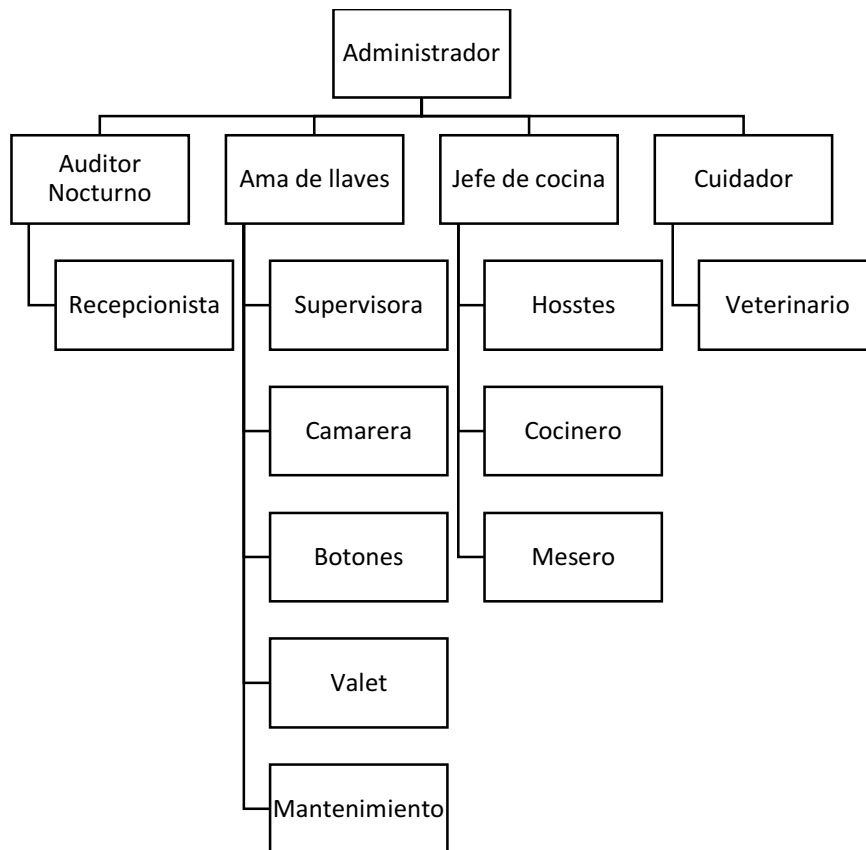 Administrador
Auditor
Nocturno
Ama de llaves
Jefe de cocina
Cuidador
Recepcionista
Supervisora
Hosstes
Veterinario
Camarera
Cocinero
Botones
Mesero
Valet
Mantenimiento